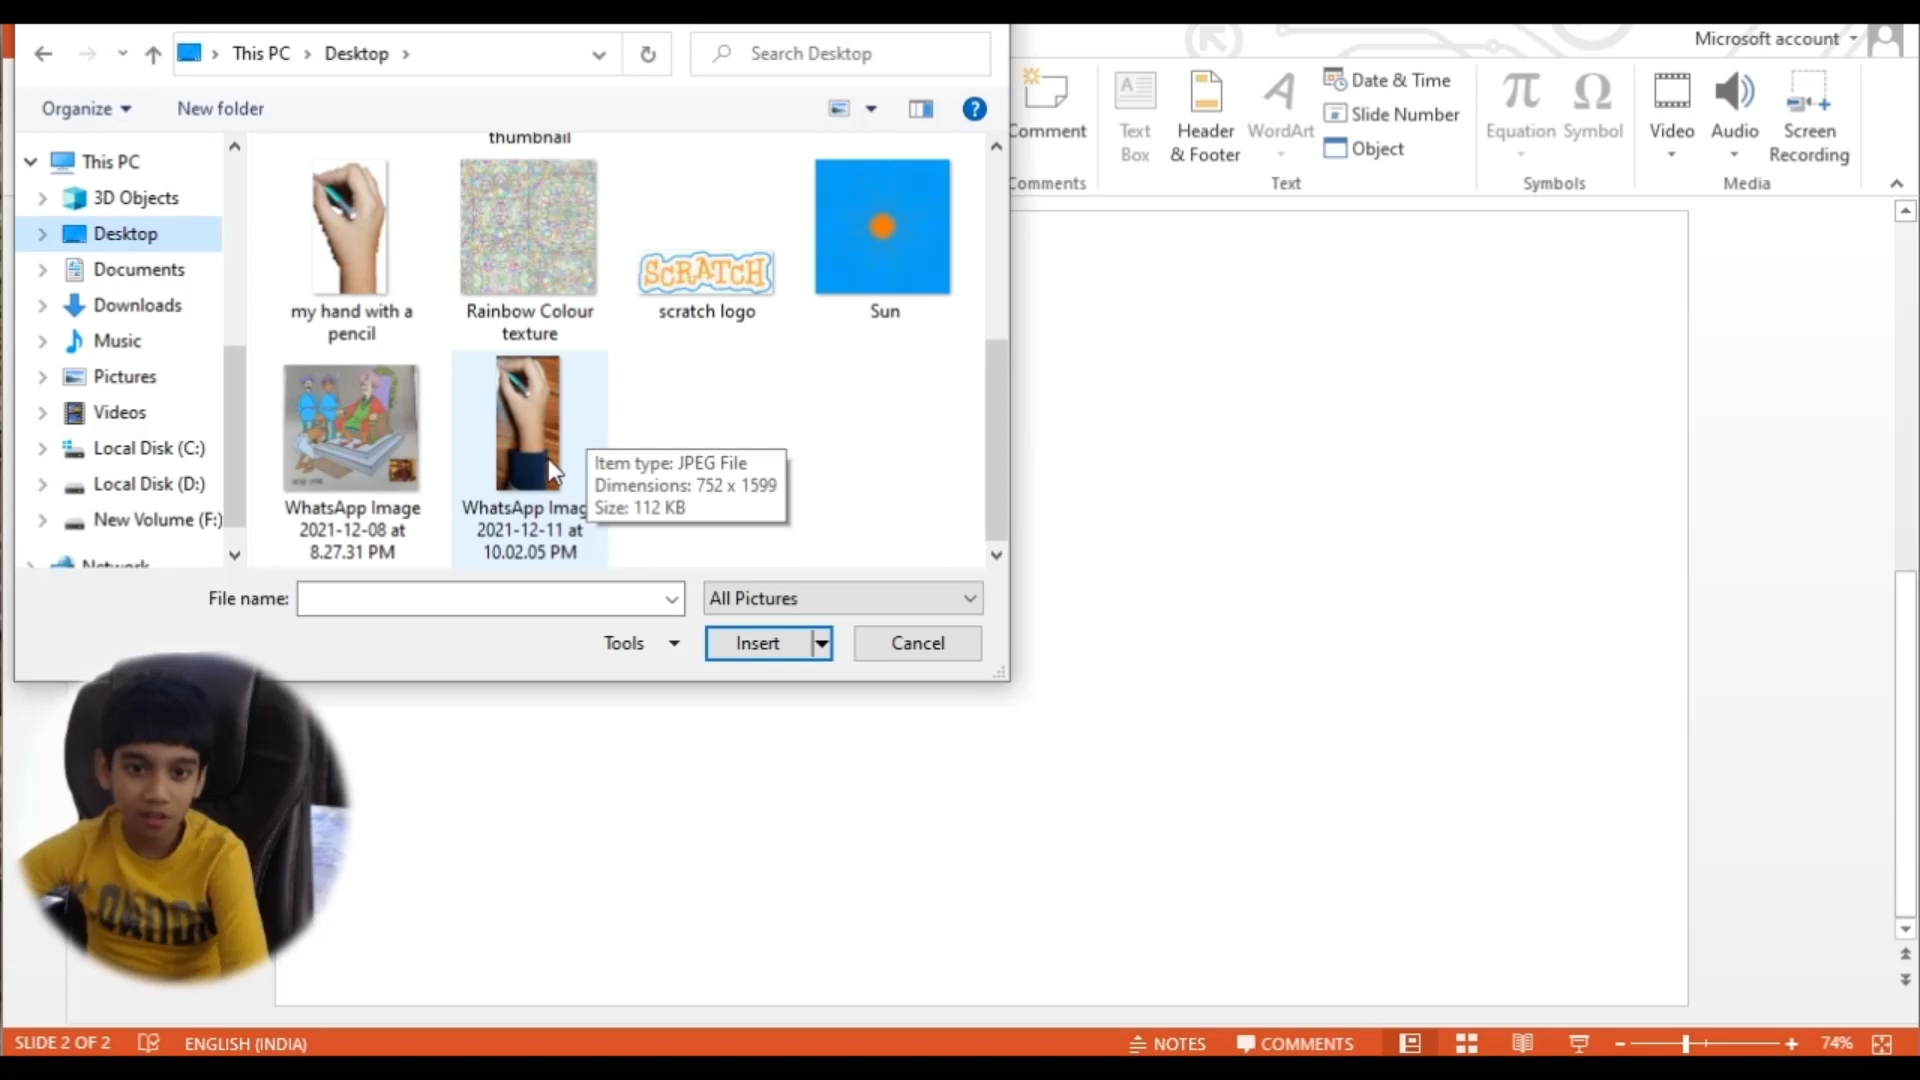 This PC > Desktop >
Search Desktop
Organize
New folder
?
This PC
3D Objects
Desktop
Documents
Downloads
Music
Pictures
Videos
Local Disk (C:)
Local Disk (D:)
New Volume (F:)
Network
thumbnail
my hand with a
pencil
Rainbow Colour
texture
SCRATCH
scratch logo
Sun
WhatsApp Image
2021-12-08 at
8.27.31 PM
2021-12-11 at
10.02.05 PM
WhatsApp Imag
Item type: JPEG File
Dimensions: 752 x 1599
Size: 112 KB
File name:
All Pictures
Tools
Insert
Cancel
Microsoft account
Comment
Comments
Text
Box
Header
& Footer
WordArt
Date & Time
Slide Number
Object
Text
π
Equation
Ω
Symbol
Symbols
Video
Audio
Screen
Recording
Media
SLIDE 2 OF 2
ENGLISH (INDIA)
NOTES
COMMENTS
74%